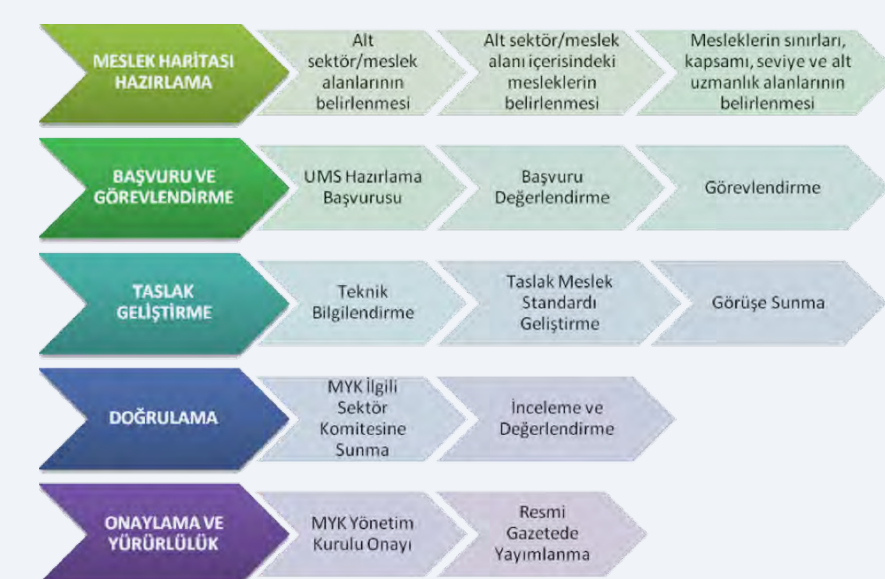 MESLEK HARİTASI
HAZIRLAMA
Alt
sektör/meslek
alanlarının
belirlenmesi
Alt sektör/meslek
alanı içerisindeki
mesleklerin
belirlenmesi
Mesleklerin sınırları,
kapsamı, seviye ve alt
uzmanlık alanlarının
belirlenmesi
BAŞVURU VE
GÖREVLENDİRME
UMS Hazırlama
Başvurusu
Başvuru
Değerlendirme
Görevlendirme
TASLAK
GELİŞTİRME
Teknik
Bilgilendirme
Taslak Meslek
Standardı
Geliştirme
Görüşe Sunma
DOĞRULAMA
MYK İlgili
Sektör
Komitesine
Sunma
İnceleme ve
Değerlendirme
ONAYLAMA VE
YÜRÜRLÜLÜK
MYK Yönetim
Kurulu Onayı
Resmi
Gazetede
Yayımlanma